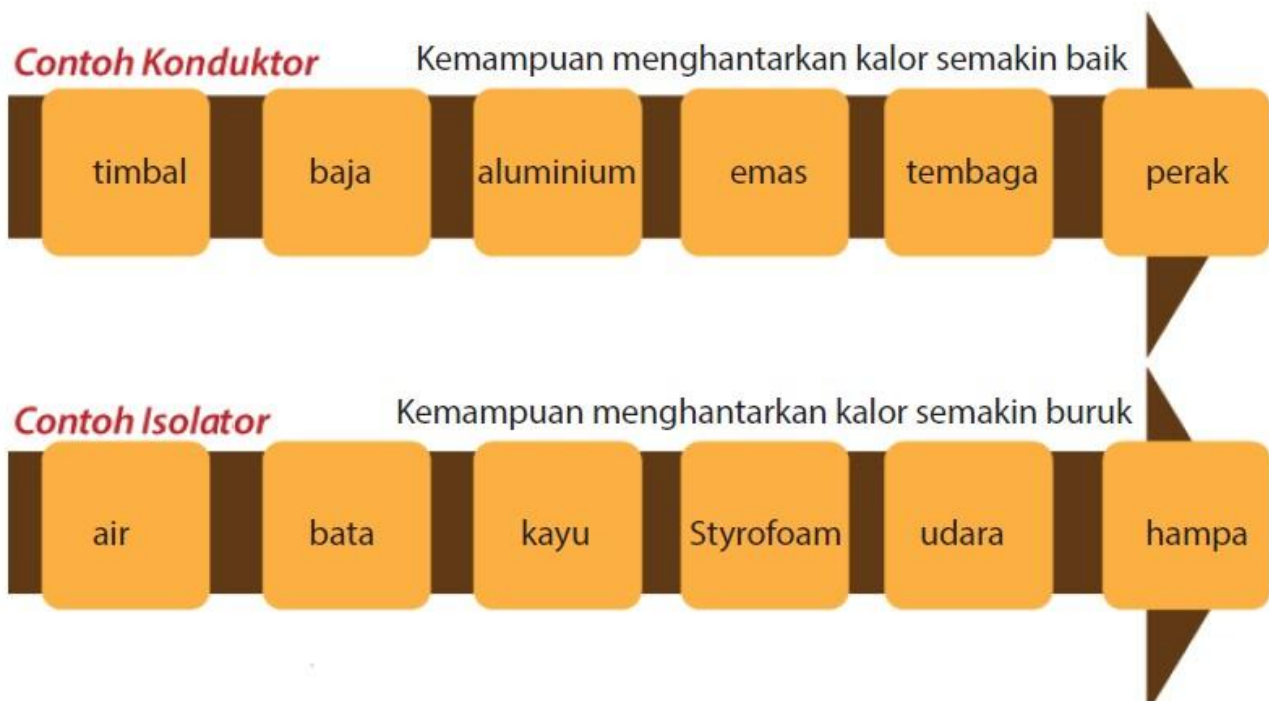 Contoh Konduktor
Kemampuan menghantarkan kalor semakin baik
timbal
baja
aluminium
emas
tembaga
perak
Contoh Isolator
Kemampuan menghantarkan kalor semakin buruk
air
bata
kayu
Styrofoam
udara
hampa